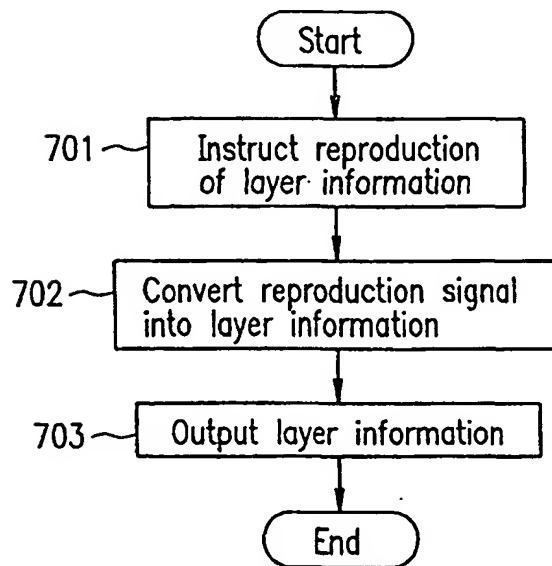 Start
701
Instruct reproduction
of layer information
702
Convert reproduction signal
into layer information
703
Output layer information
End